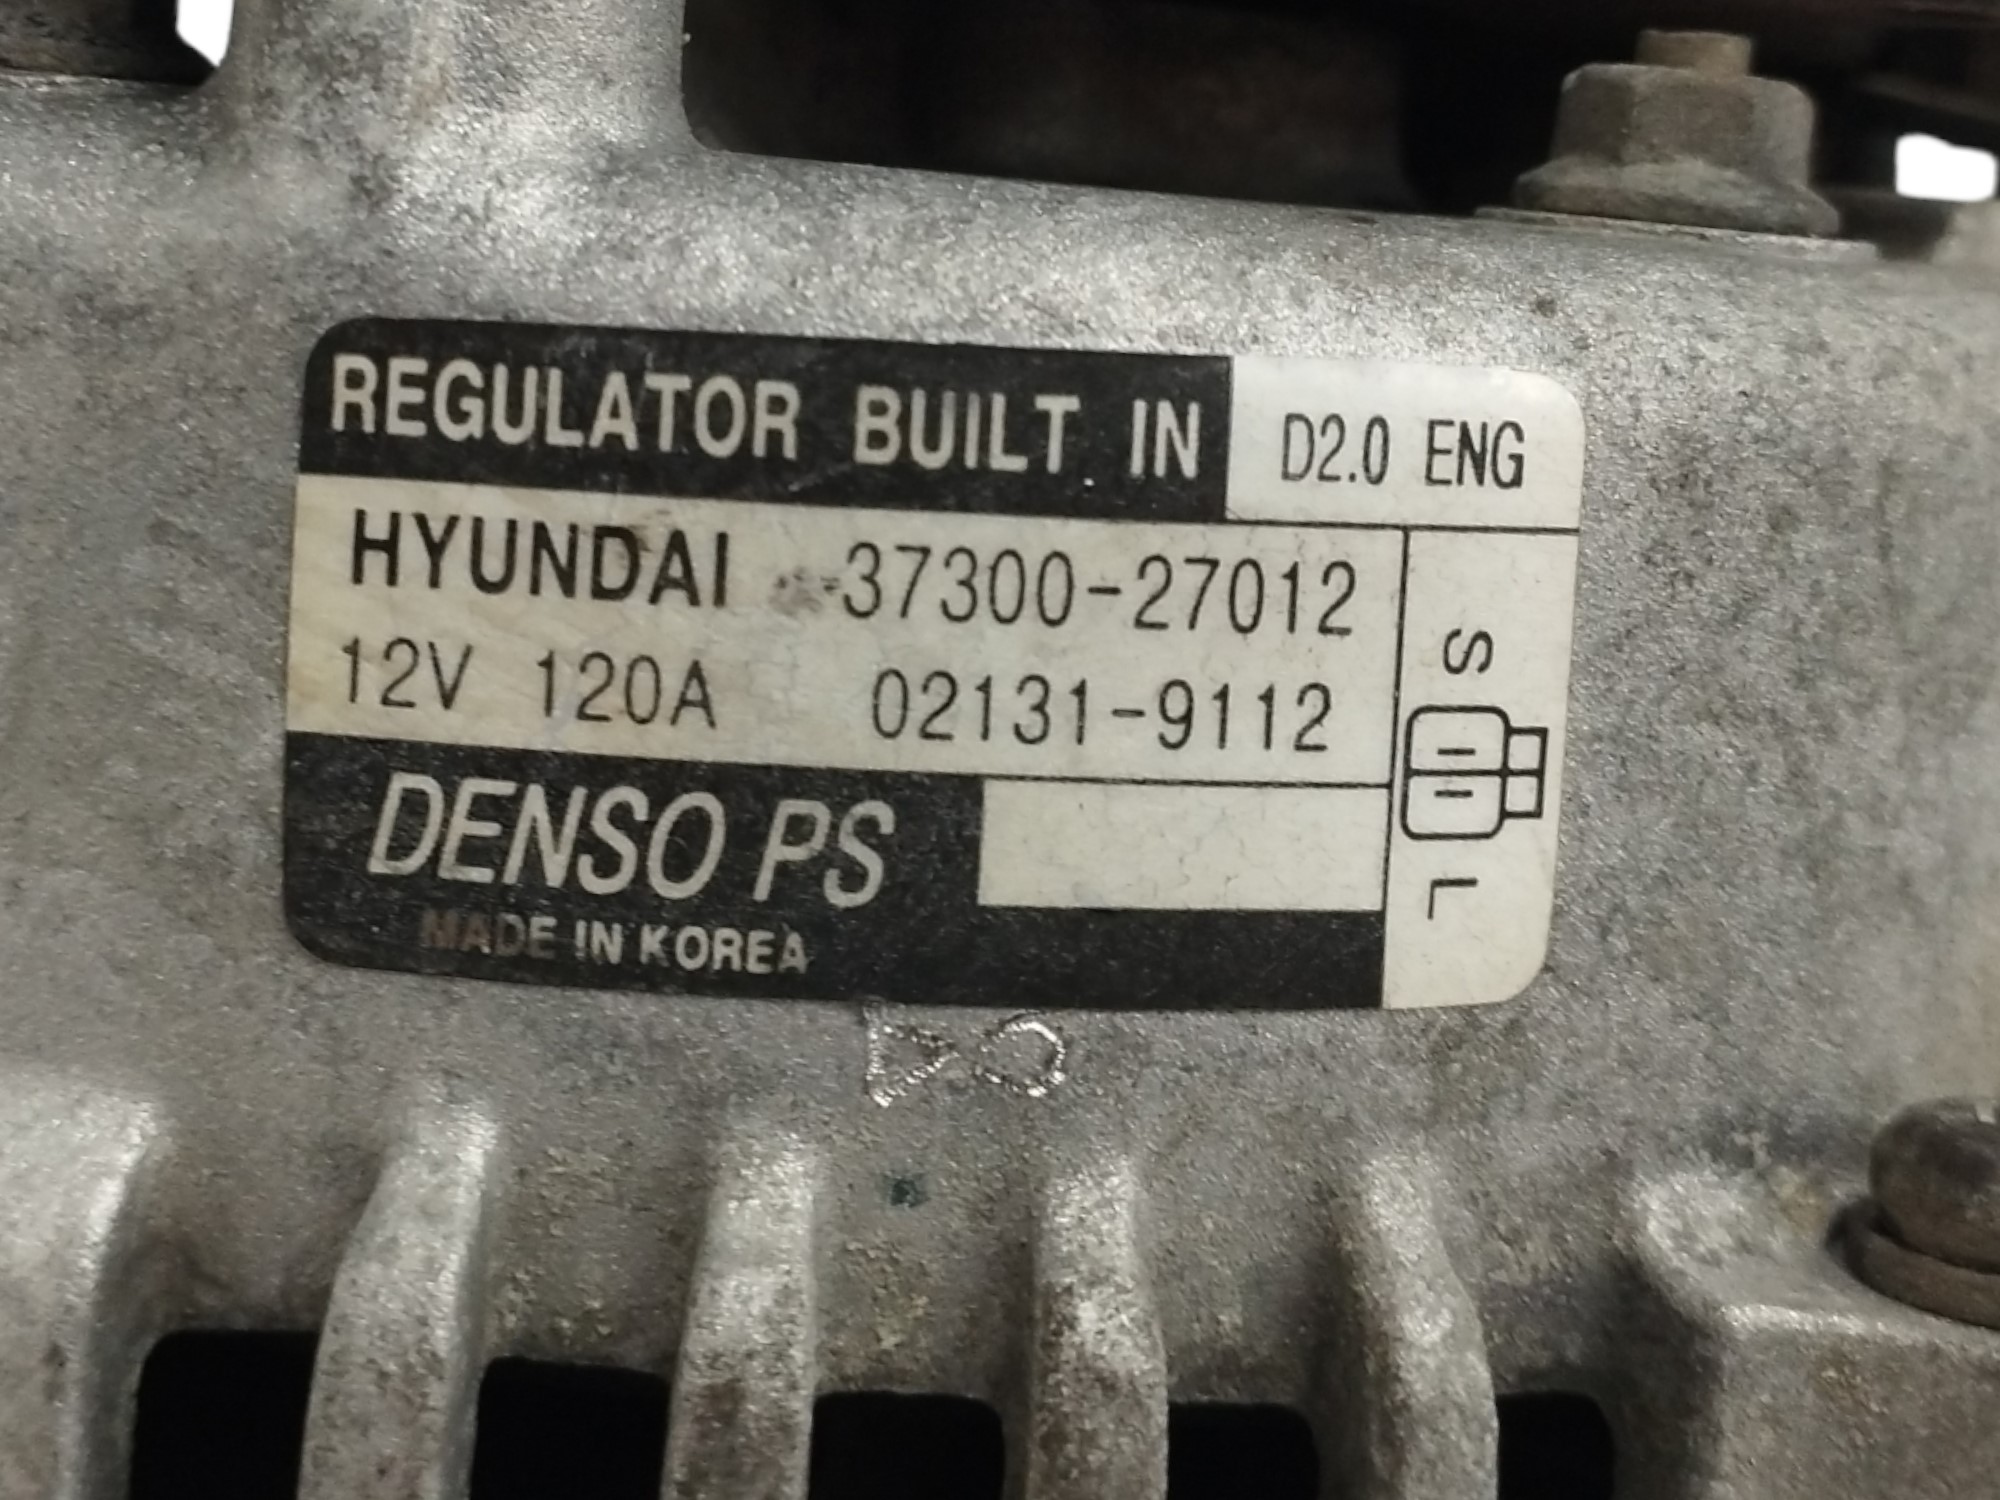 REGULATOR BUILT IN D2.0 ENG
HYUNDAI 37300-27012
12V 120A 02131-9112
S
L
DENSO PS
MADE IN KOREA